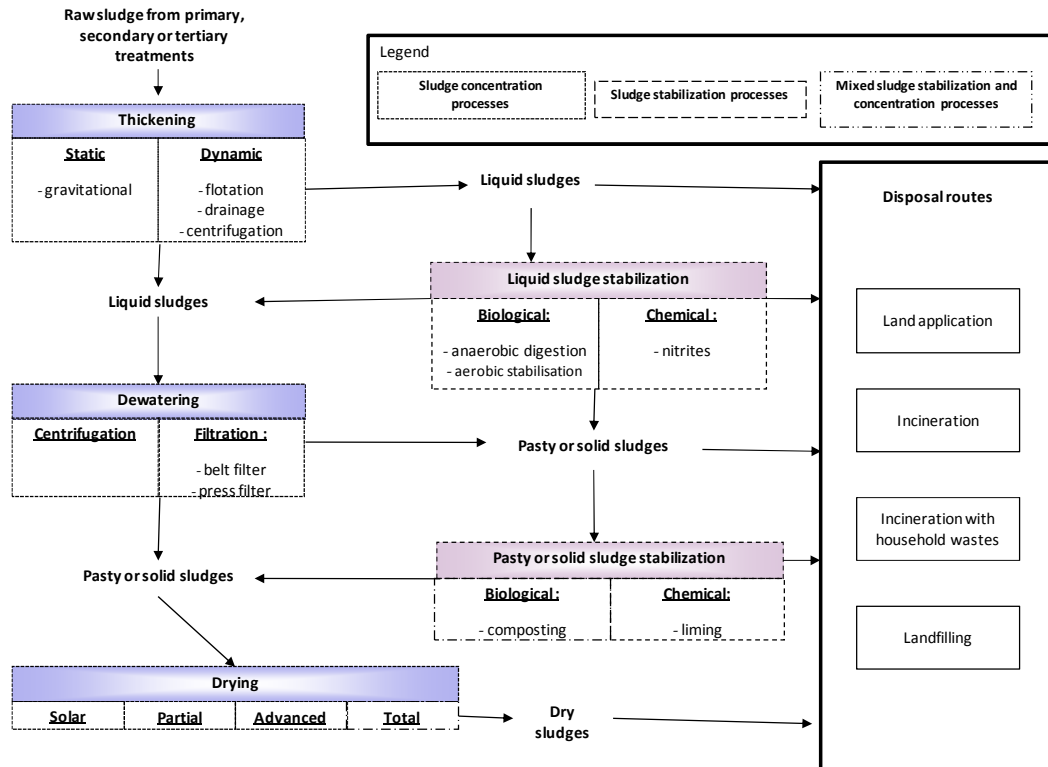 Raw sludge from primary,
secondary or tertiary
treatments
Legend
Sludge concentration
processes
Sludge stabilization processes
Mixed sludge stabilization and
concentration processes
Thickening
Static
- gravitational
Dynamic
- flotation
- drainage
- centrifugation
Liquid sludges
Disposal routes
Liquid sludge stabilization
Biological:
- anaerobic digestion
- aerobic stabilisation
Chemical :
- nitrites
Liquid sludges
Land application
Dewatering
Centrifugation
Filtration :
- belt filter
- press filter
Pasty or solid sludges
Incineration
Incineration with
household wastes
Pasty or solid sludge stabilization
Biological :
- composting
Chemical:
- liming
Pasty or solid sludges
Landfilling
Drying
Solar
Partial
Advanced
Total
Dry
sludges